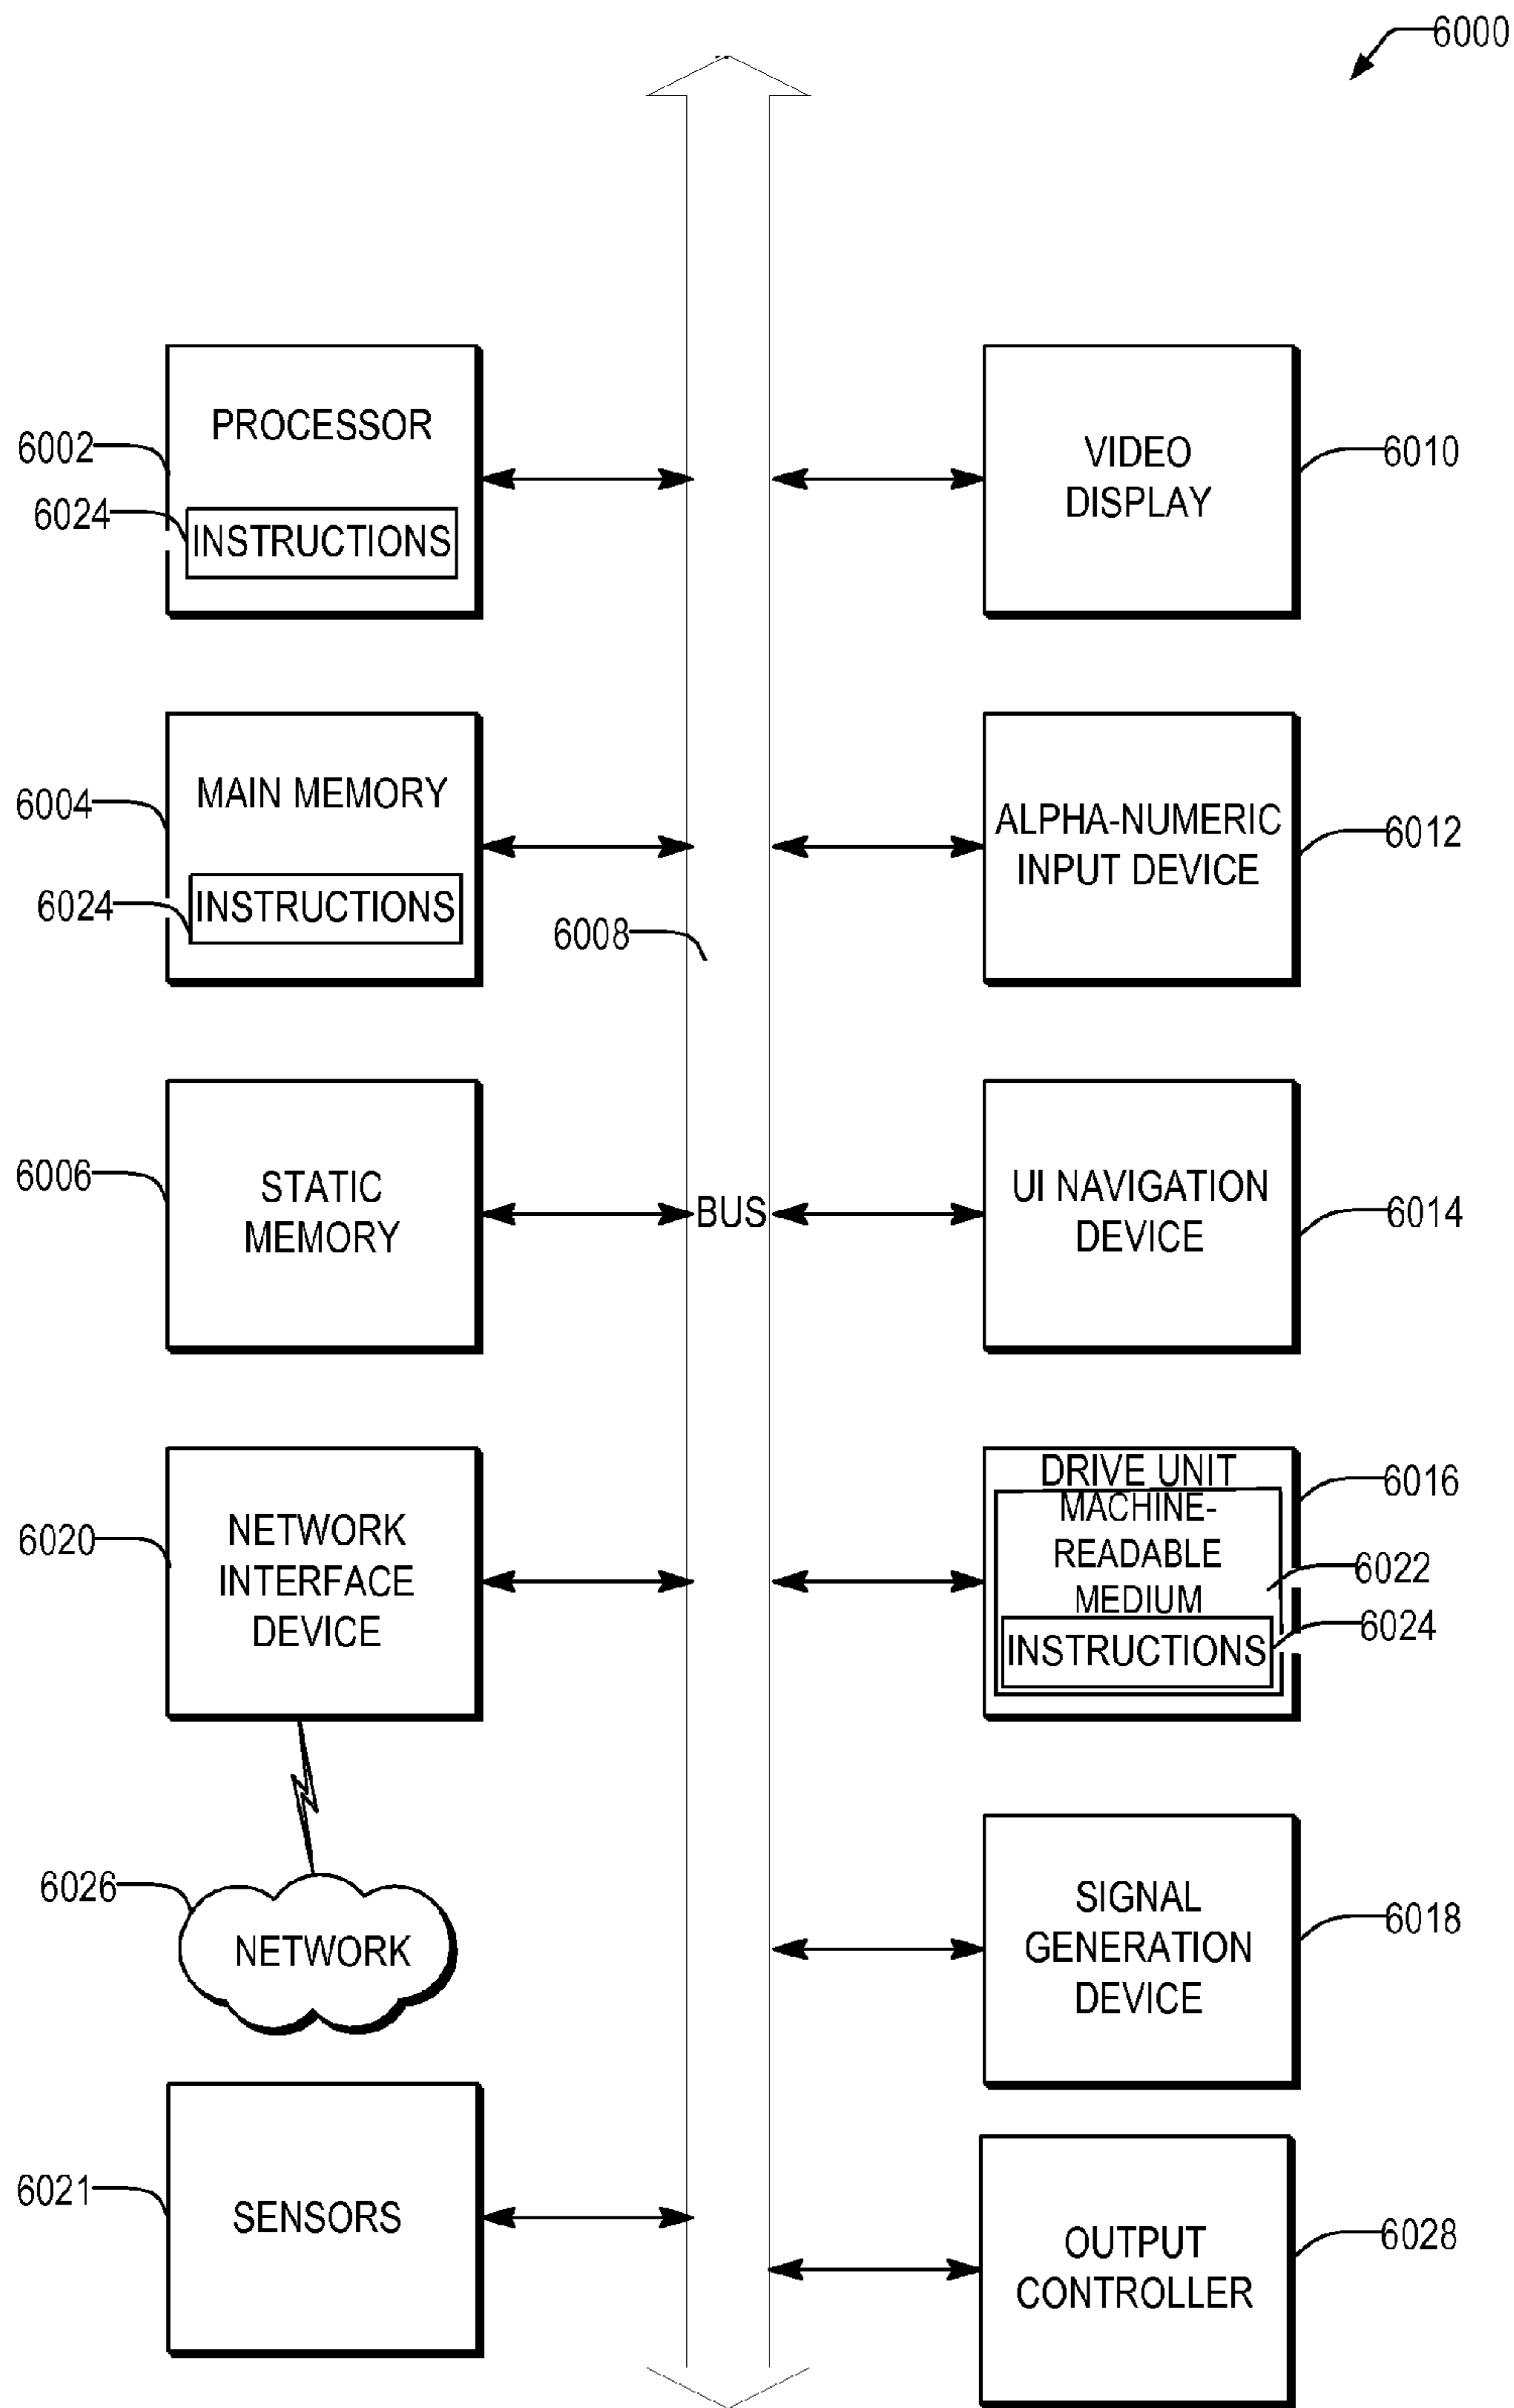 6000
PROCESSOR
6002
6024
INSTRUCTIONS
VIDEO
DISPLAY
6010
MAIN MEMORY
6004
6024
INSTRUCTIONS
6008
ALPHA-NUMERIC
INPUT DEVICE
6012
6006
STATIC
MEMORY
BUS
UI NAVIGATION
DEVICE
6014
6020
NETWORK
INTERFACE
DEVICE
DRIVE UNIT
6016
MACHINE-
READABLE
MEDIUM
6022
6024
INSTRUCTIONS
6026
NETWORK
SIGNAL
GENERATION
DEVICE
6018
6021
SENSORS
OUTPUT
CONTROLLER
6028